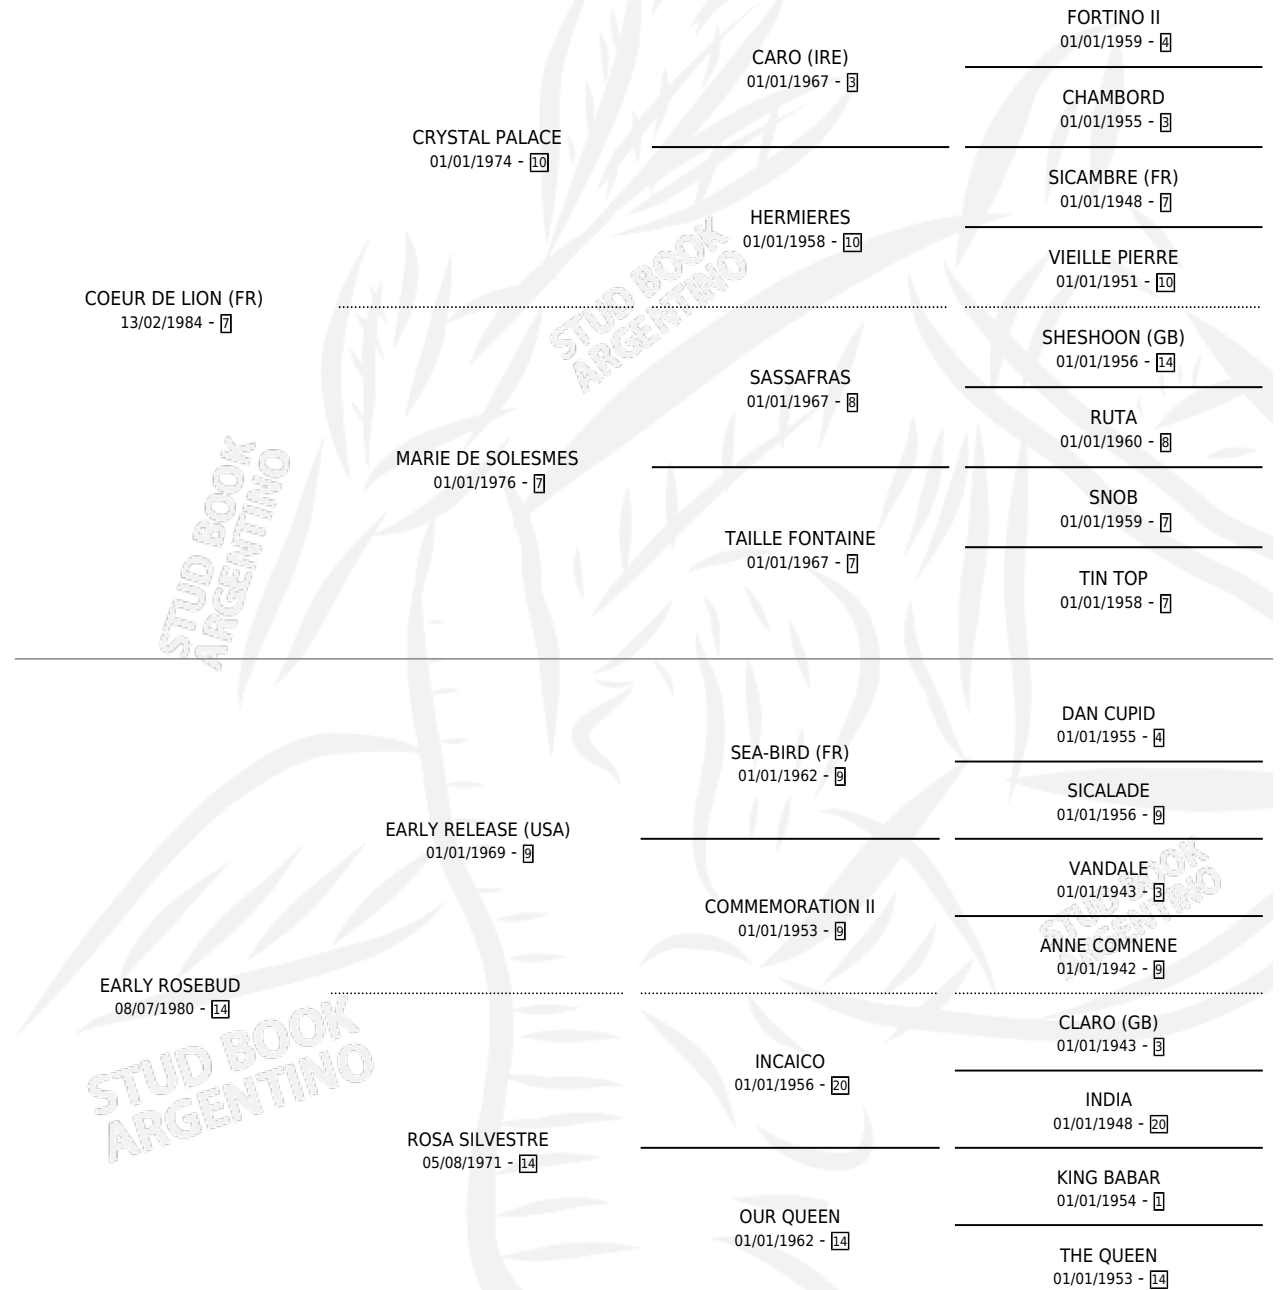 FORTINO II
01/01/1959 - 4
CARO (IRE)
01/01/1967 - 3
CHAMBORD
01/01/1955 - 3
CRYSTAL PALACE
01/01/1974 - 10
SICAMBRE (FR)
01/01/1948 - 7
HERMIERES
01/01/1958 - 10
VIEILLE PIERRE
01/01/1951 - 10
COEUR DE LION (FR)
13/02/1984 - 7
STUD BOOK
ARGENTINO
SHESHOON (GB)
01/01/1956 - 14
SASSAFRAS
01/01/1967 - 8
RUTA
01/01/1960 - 8
MARIE DE SOLESMES
01/01/1976 - 7
SNOB
01/01/1959 - 7
TAILLE FONTAINE
01/01/1967 - 7
TIN TOP
01/01/1958 - 7
STUD BOOK
ARGENTINO
DAN CUPID
01/01/1955 - 4
SEA-BIRD (FR)
01/01/1962 - 9
SICALADE
01/01/1956 - 9
EARLY RELEASE (USA)
01/01/1969 - 9
VANDALE
01/01/1943 - 3
COMMEMORATION II
01/01/1953 - 9
STUD BOOK
ARGENTINO
ANNE COMNENE
01/01/1942 - 9
EARLY ROSEBUD
08/07/1980 - 14
STUD BOOK
ARGENTINO
CLARO (GB)
01/01/1943 - 3
INCAICO
01/01/1956 - 20
INDIA
01/01/1948 - 20
ROSA SILVESTRE
05/08/1971 - 14
KING BABAR
01/01/1954 - 1
OUR QUEEN
01/01/1962 - 14
THE QUEEN
01/01/1953 - 14